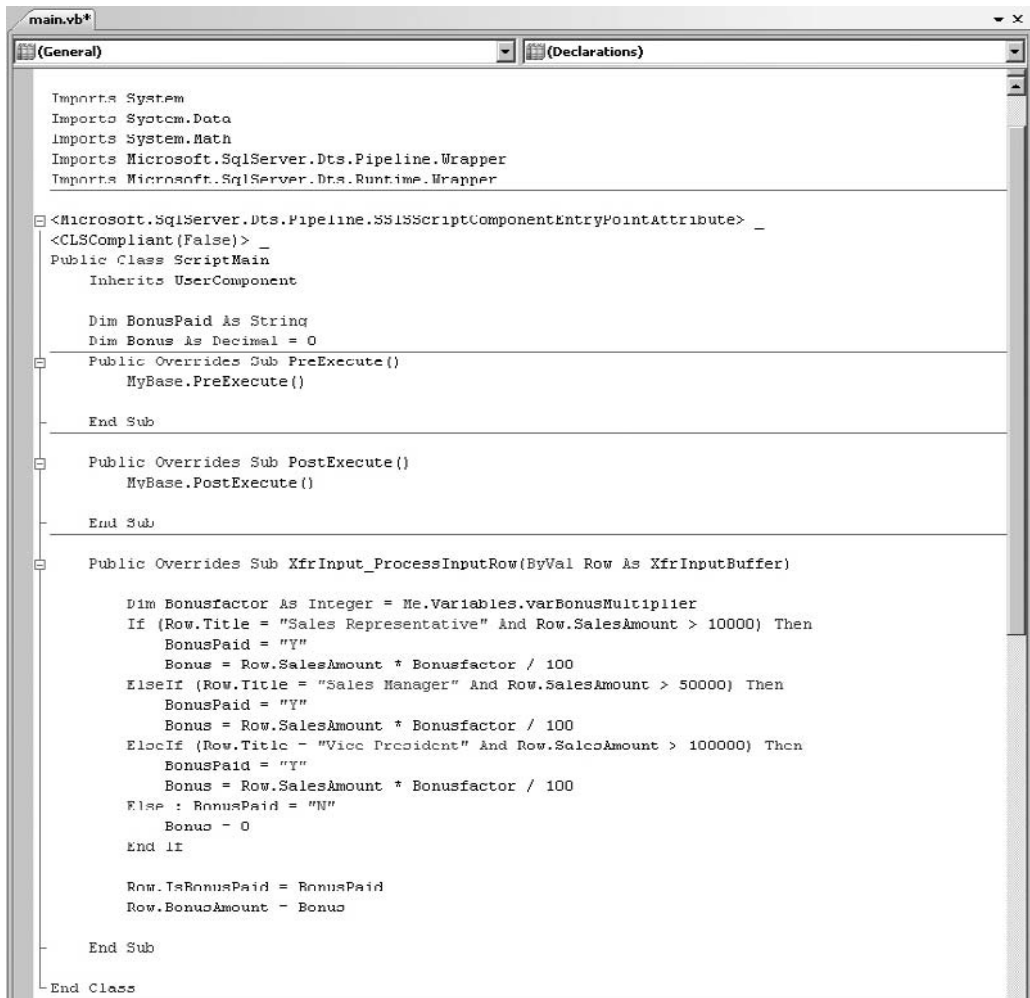 main.vb*
(General) (Declarations)
Imports System
Imports System.Data
Imports System.Math
Imports Microsoft.SqlServer.Dts.Pipeline.Wrapper
Imports Microsoft.SqlServer.Dts.Runtime.Wrapper
<Microsoft.SqlServer.Dts.Pipeline.SSISScriptComponentEntryPointAttribute> _
<CLSCompliant(False)> _
Public Class ScriptMain
Inherits UserComponent
Dim BonusPaid As String
Dim Bonus As Decimal = 0
Public Overrides Sub PreExecute()
MyBase.PreExecute()
End Sub
Public Overrides Sub PostExecute()
MyBase.PostExecute()
End Sub
Public Overrides Sub XfrInput_ProcessInputRow(ByVal Row As XfrInputBuffer)
Dim Bonusfactor As Integer = Me.Variables.varBonusMultiplier
If (Row.Title = "Sales Representative" And Row.SalesAmount > 10000) Then
BonusPaid = "Y"
Bonus = Row.SalesAmount * Bonusfactor / 100
ElseIf (Row.Title = "Sales Manager" And Row.SalesAmount > 50000) Then
BonusPaid = "Y"
Bonus = Row.SalesAmount * Bonusfactor / 100
ElseIf (Row.Title = "Vice President" And Row.SalesAmount > 100000) Then
BonusPaid = "Y"
Bonus = Row.SalesAmount * Bonusfactor / 100
Else : BonusPaid = "N"
Bonus = 0
End If
Row.IsBonusPaid = BonusPaid
Row.BonusAmount = Bonus
End Sub
End Class